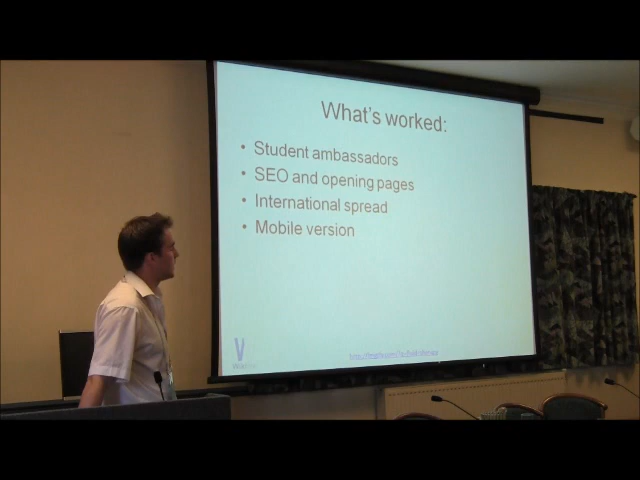 What's worked:
• Student ambassadors
• SEO and opening pages
• International spread
• Mobile version
V